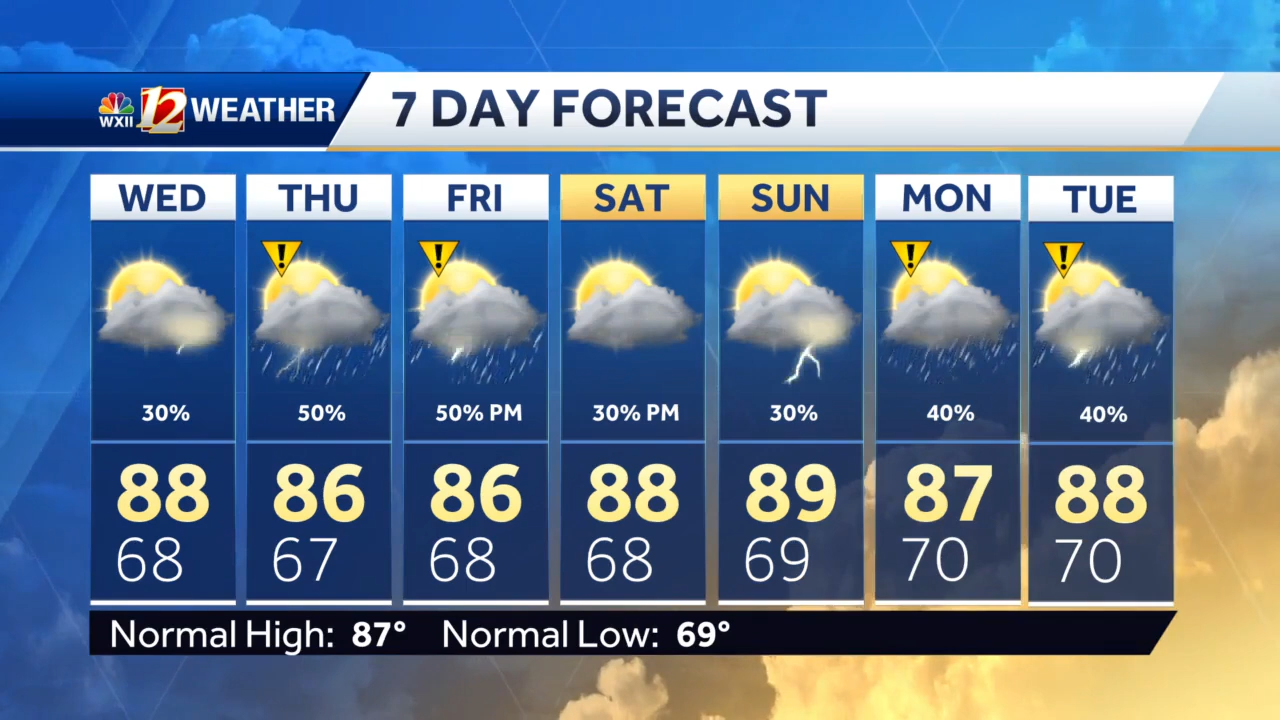 WXII 12 WEATHER
7 DAY FORECAST
WED THU FRI SAT SUN MON TUE
! ! ! !
30% 50% 50% PM 30% PM 30% 40% 40%
88 86 86 88 89 87 88
68 67 68 68 69 70 70
Normal High: 87° Normal Low: 69°